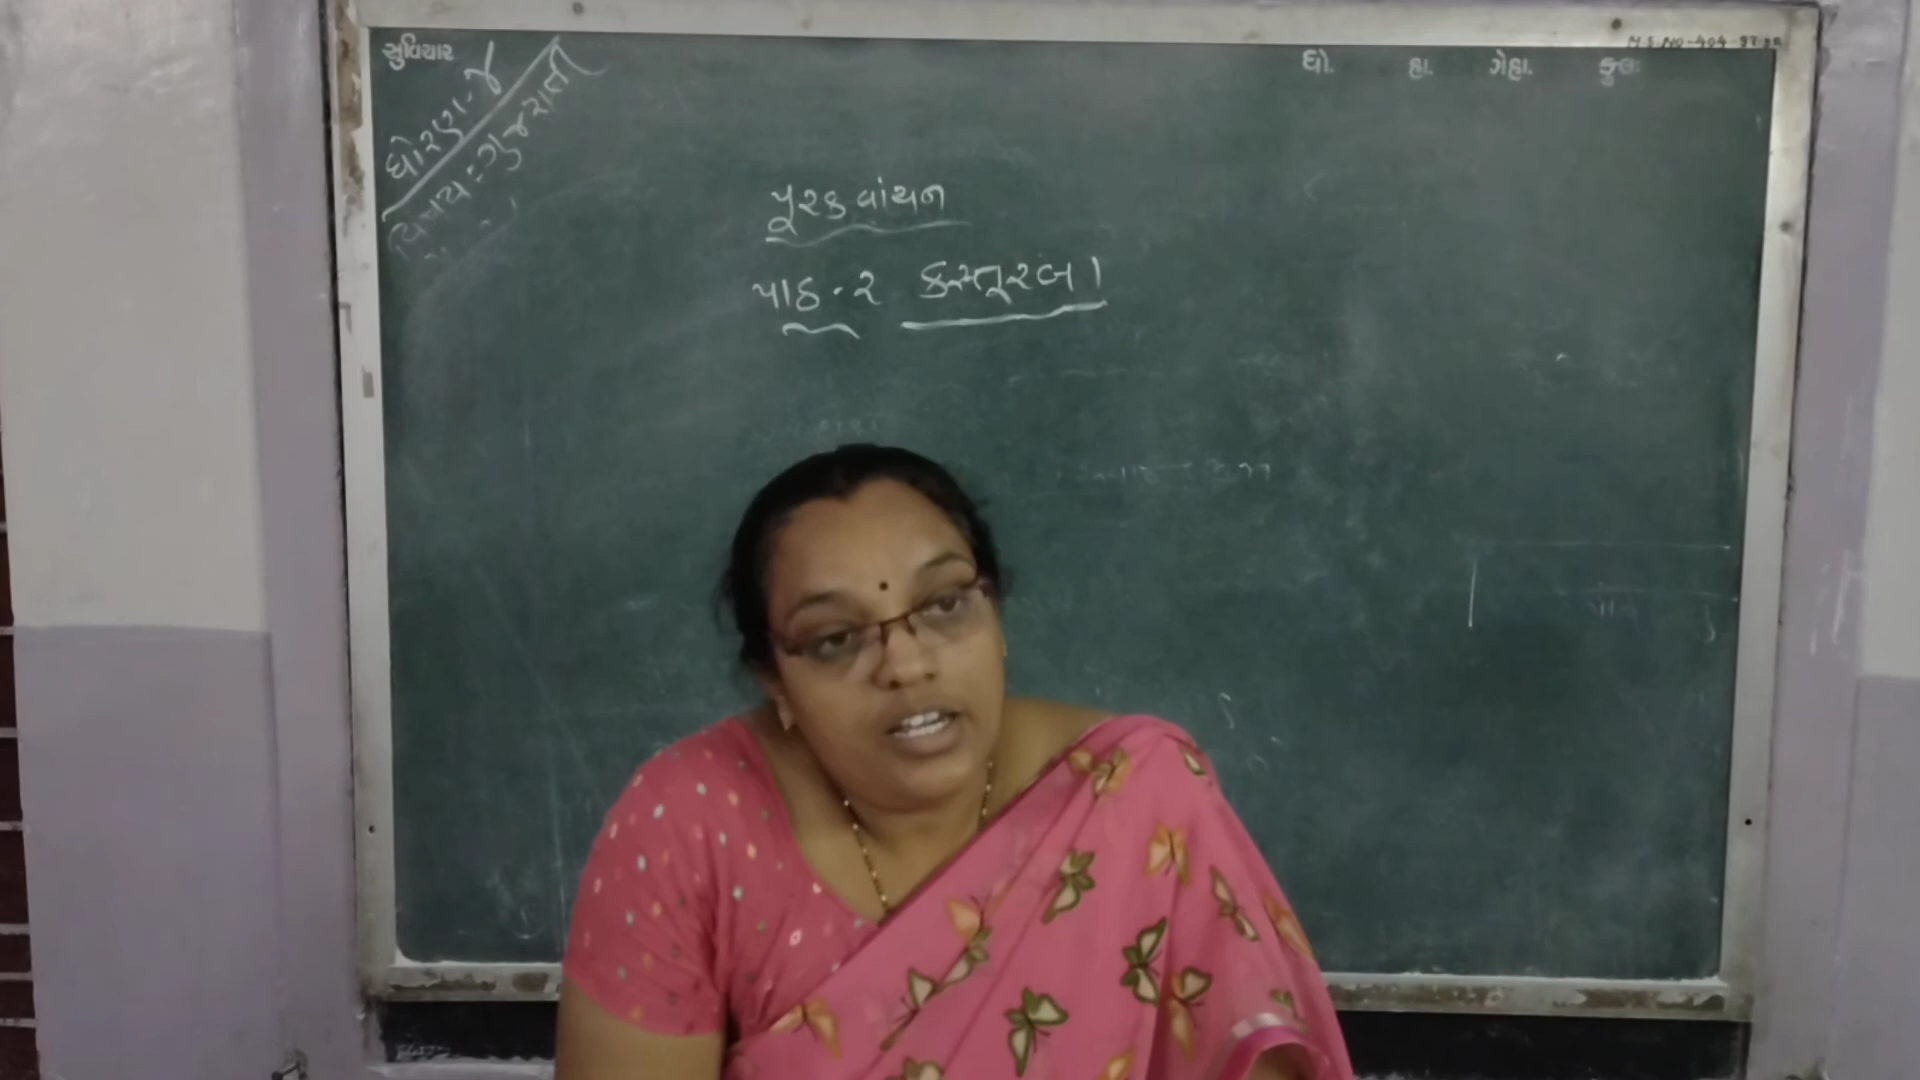 સુવિચાર
ધો. હા. ગેહા. કુલ
ધોરણ-૪
વિષય:-ગુજરાતી
પૂરક વાંચન
પાઠ-૨ કસ્તૂરબા